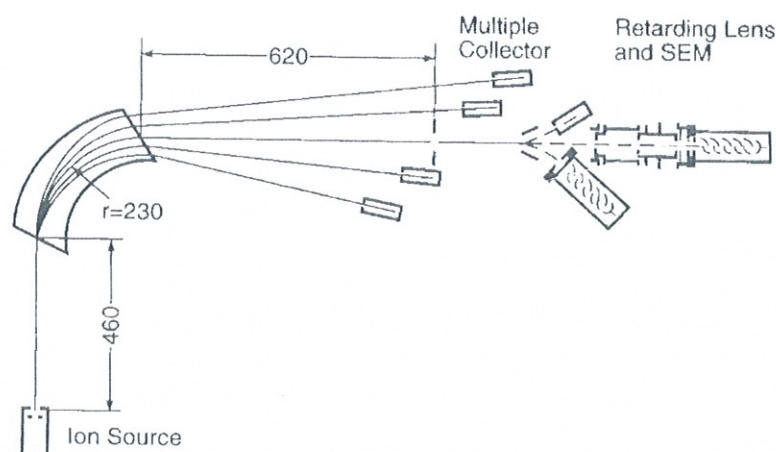 Multiple
Collector
Retarding Lens
and SEM
620
r=230
460
Ion Source